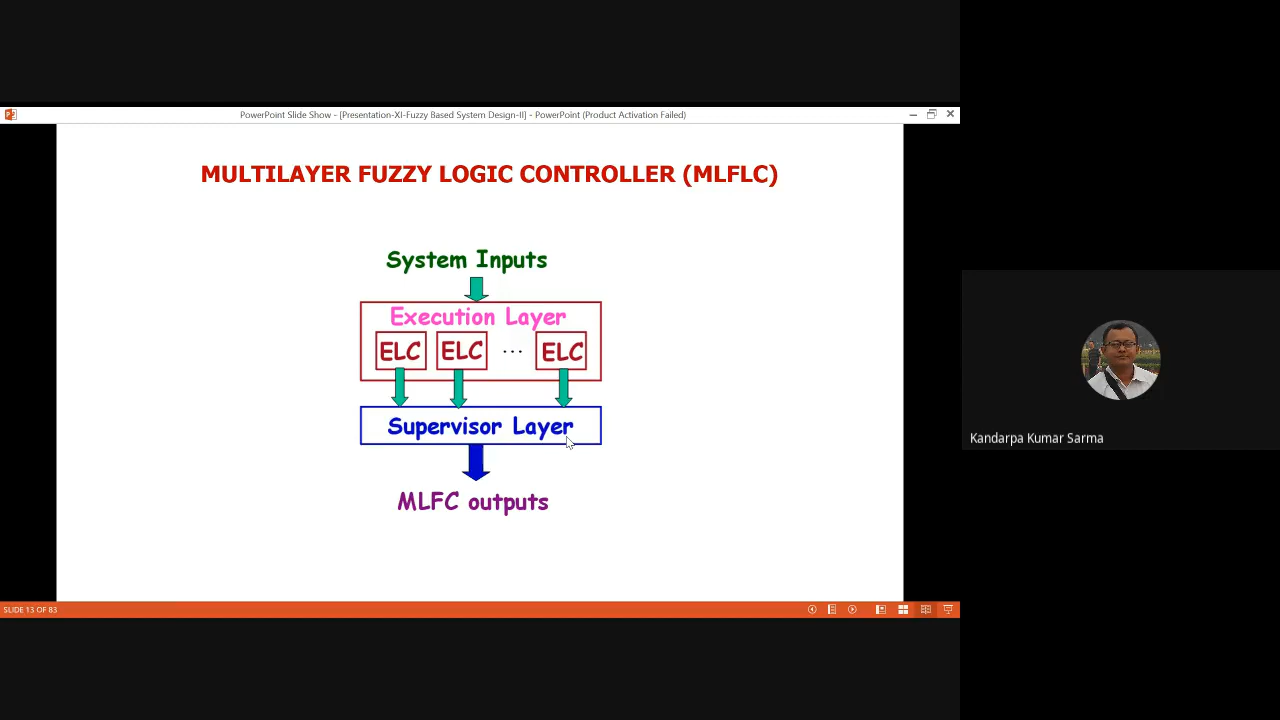 PowerPoint Slide Show - [Presentation-XI-Fuzzy Based System Design-II] - PowerPoint (Product Activation Failed)
MULTILAYER FUZZY LOGIC CONTROLLER (MLFLC)
System Inputs
Execution Layer
ELC ELC ... ELC
Supervisor Layer
MLFC outputs
Kandarpa Kumar Sarma
SLIDE 13 OF 83